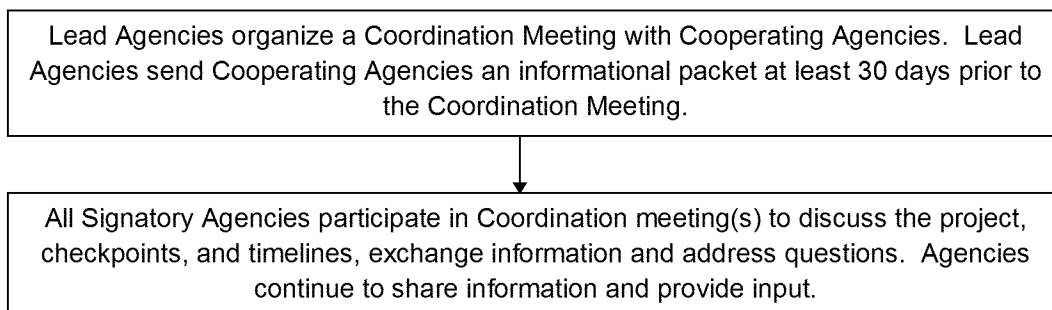 Lead Agencies organize a Coordination Meeting with Cooperating Agencies.  Lead
Agencies send Cooperating Agencies an informational packet at least 30 days prior to
the Coordination Meeting.
All Signatory Agencies participate in Coordination meeting(s) to discuss the project,
checkpoints, and timelines, exchange information and address questions.  Agencies
continue to share information and provide input.